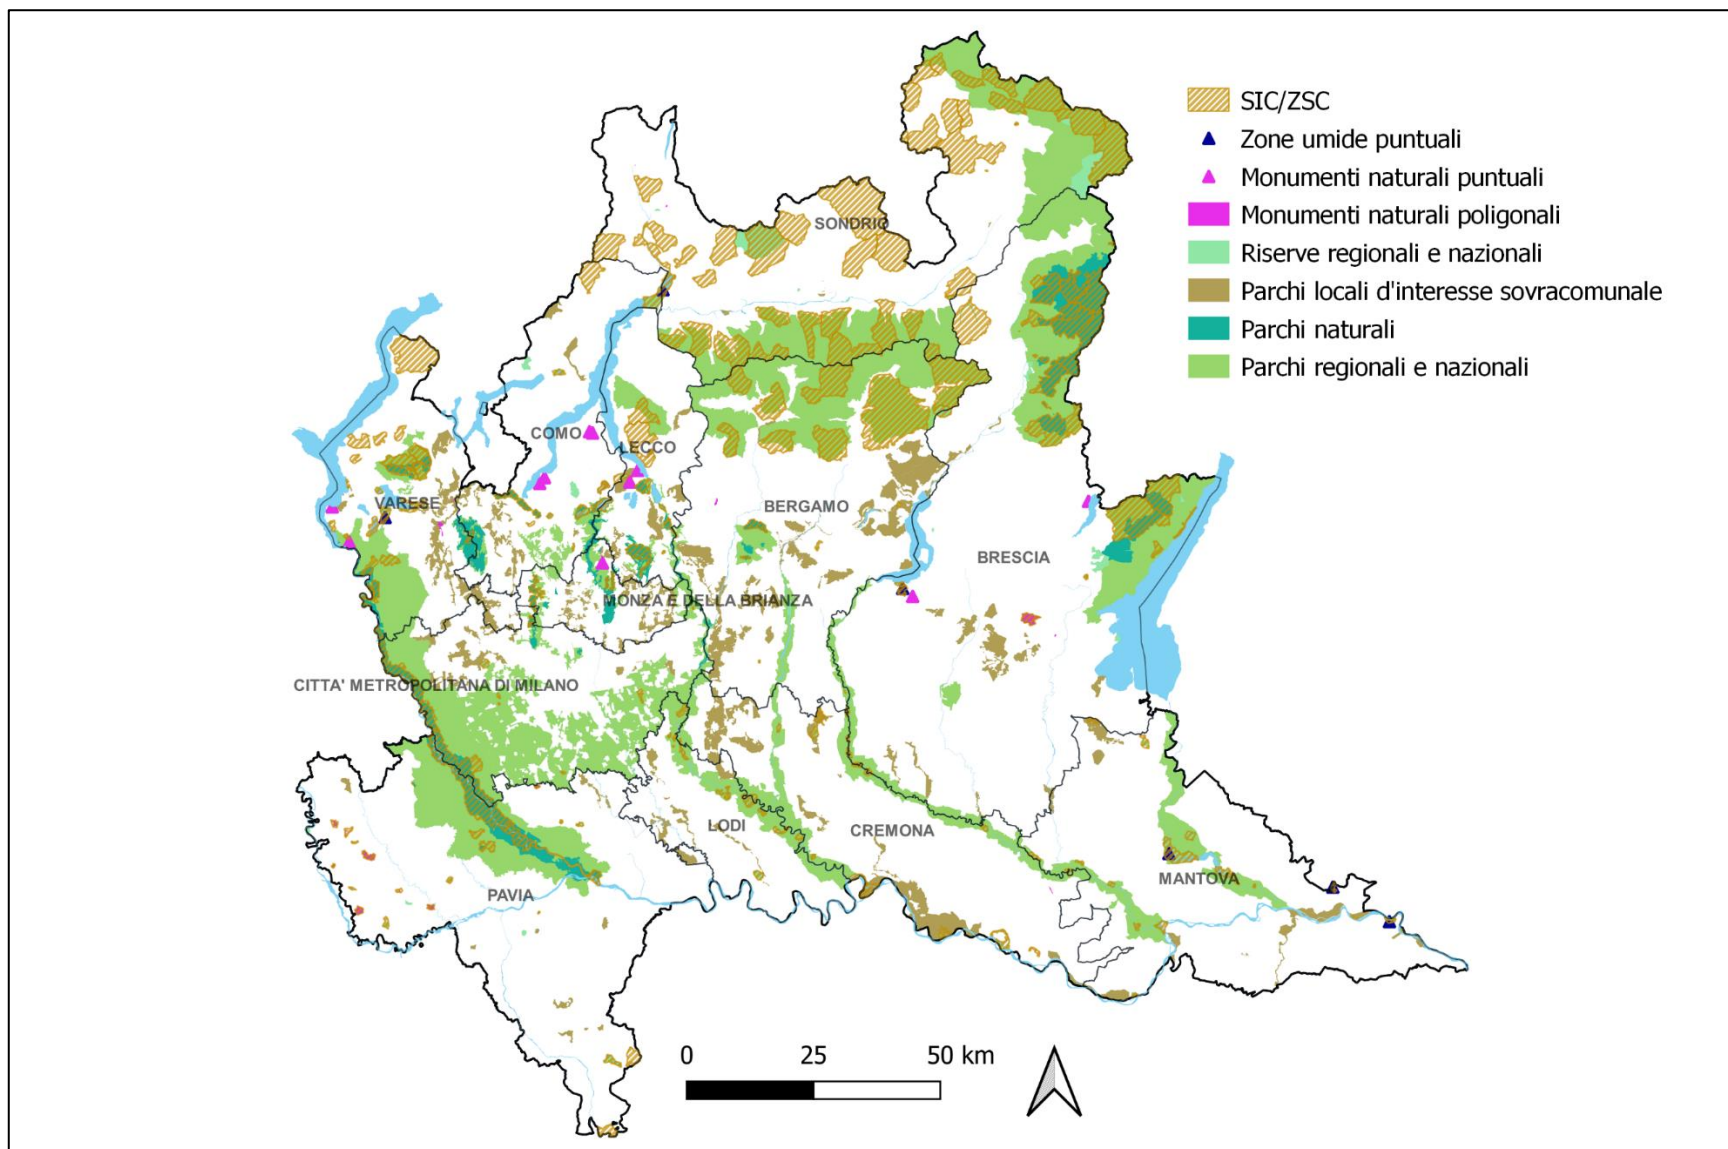 SIC/ZSC
Zone umide puntuali
Monumenti naturali puntuali
Monumenti naturali poligonali
Riserve regionali e nazionali
Parchi locali d'interesse sovracomunale
Parchi naturali
Parchi regionali e nazionali
SONDRIO
COMO
LECCO
VARESE
BERGAMO
BRESCIA
MONZA E DELLA BRIANZA
CITTA' METROPOLITANA DI MILANO
LODI
CREMONA
MANTOVA
PAVIA
0 25 50 km